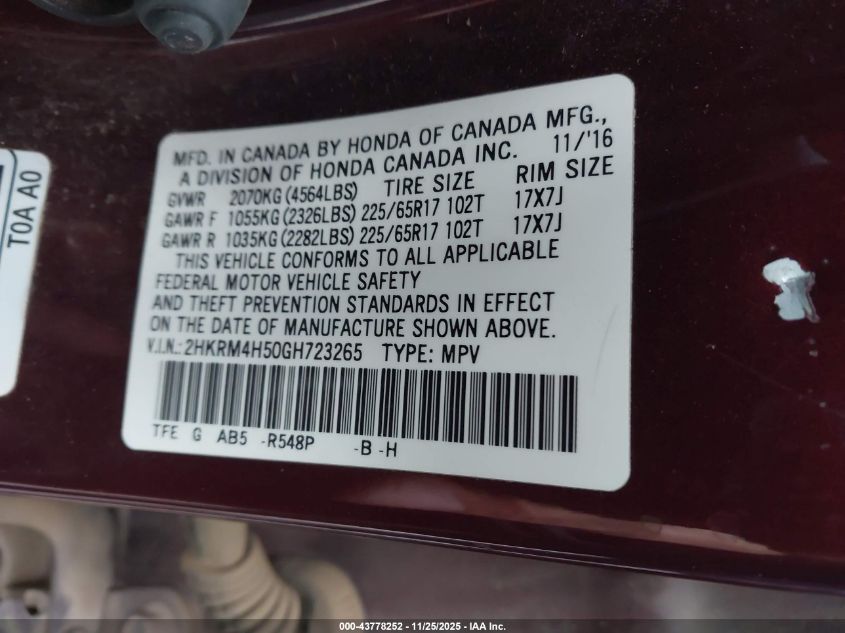 MFD. IN CANADA BY HONDA OF CANADA MFG.,
A DIVISION OF HONDA CANADA INC. 11/'16
GVWR 2070KG(4564LBS) TIRE SIZE RIM SIZE
GAWR F 1055KG(2326LBS) 225/65R17 102T 17X7J
GAWR R 1035KG(2282LBS) 225/65R17 102T 17X7J
THIS VEHICLE CONFORMS TO ALL APPLICABLE
FEDERAL MOTOR VEHICLE SAFETY
AND THEFT PREVENTION STANDARDS IN EFFECT
ON THE DATE OF MANUFACTURE SHOWN ABOVE.
V.I.N.: 2HKRM4H50GH723265 TYPE: MPV
TFE G AB5 -R548P -B -H
T0A A0
000-43778252 — 11/25/2025 — IAA Inc.